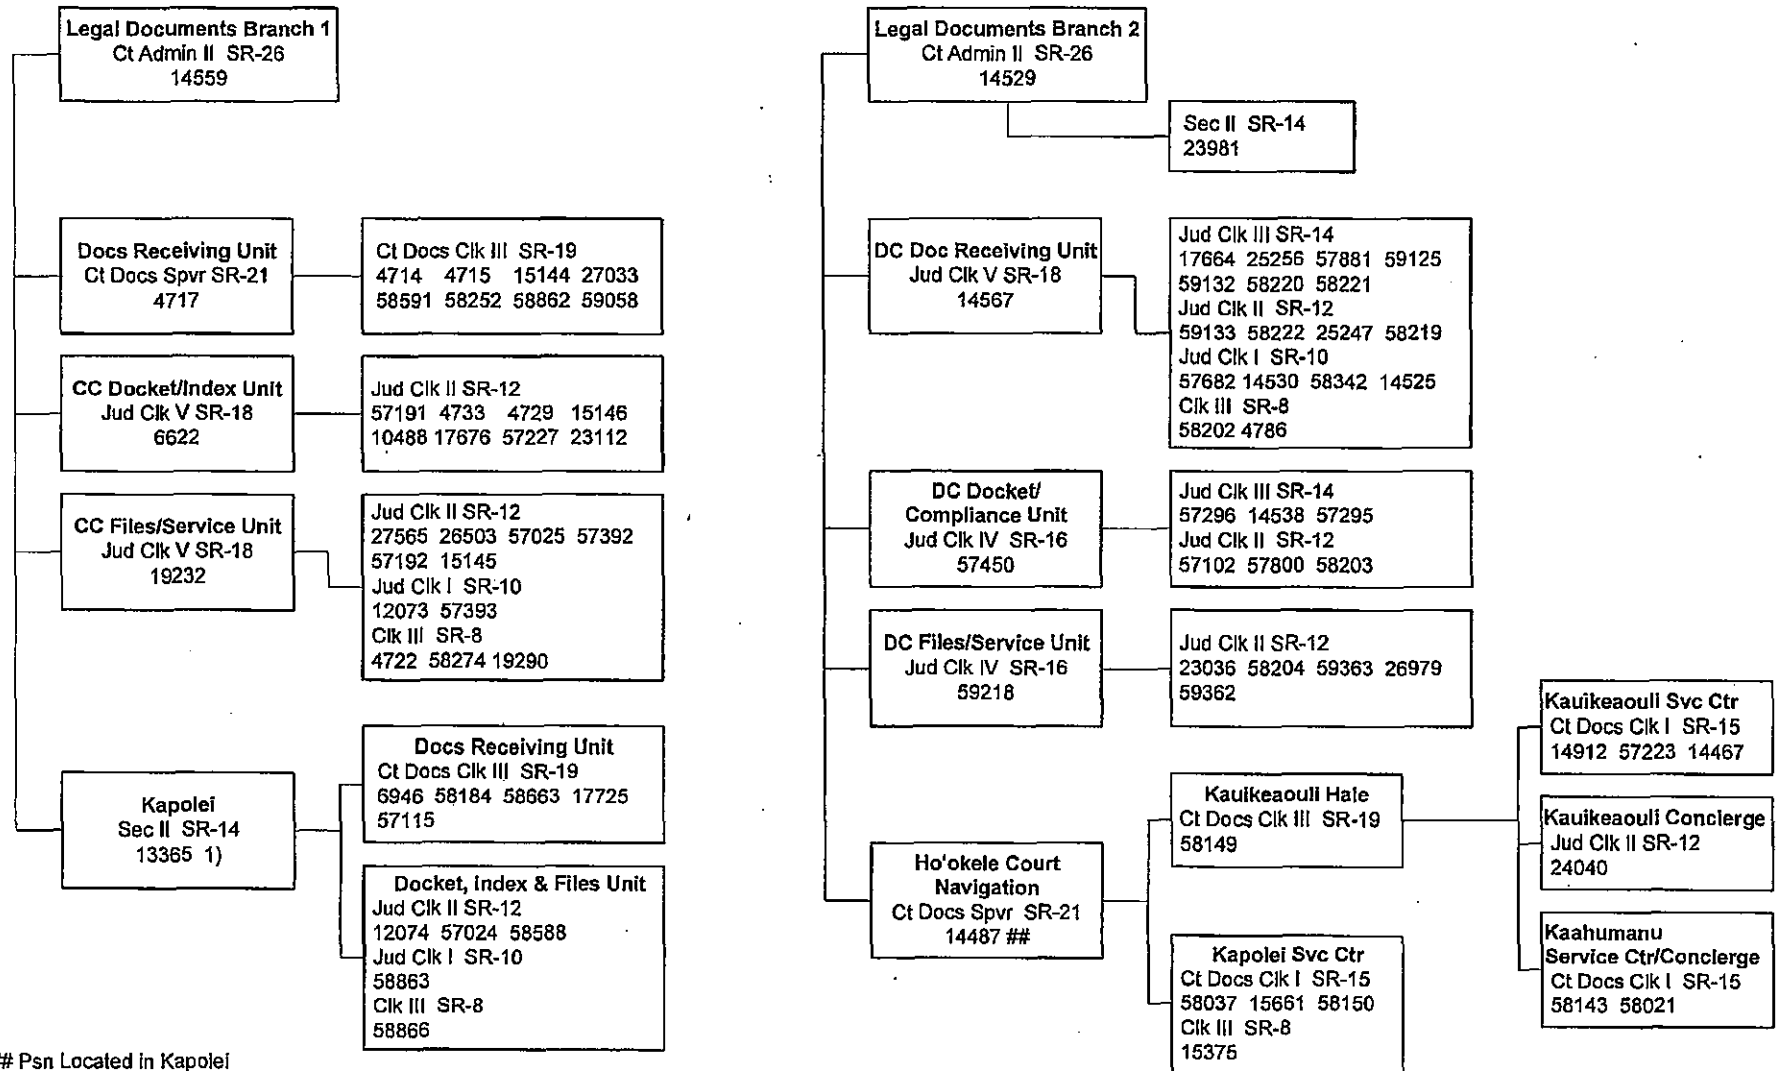 Legal Documents Branch 1
Ct Admin II SR-26
14559
Docs Receiving Unit
Ct Docs Spvr SR-21
4717
Ct Docs Clk III SR-19
4714 4715 15144 27033
58591 58252 58862 59058
CC Docket/Index Unit
Jud Clk V SR-18
6622
Jud Clk II SR-12
57191 4733 4729 15146
10488 17676 57227 23112
CC Files/Service Unit
Jud Clk V SR-18
19232
Jud Clk II SR-12
27565 26503 57025 57392
57192 15145
Jud Clk I SR-10
12073 57393
Clk III SR-8
4722 58274 19290
Kapolei
Sec II SR-14
13365 1)
Docs Receiving Unit
Ct Docs Clk III SR-19
6946 58184 58663 17725
57115
Docket, Index & Files Unit
Jud Clk II SR-12
12074 57024 58588
Jud Clk I SR-10
58863
Clk III SR-8
58866
# Psn Located in Kapolei
Legal Documents Branch 2
Ct Admin II SR-26
14529
Sec II SR-14
23981
DC Doc Receiving Unit
Jud Clk V SR-18
14567
Jud Clk III SR-14
17664 25256 57881 59125
59132 58220 58221
Jud Clk II SR-12
59133 58222 25247 58219
Jud Clk I SR-10
57682 14530 58342 14525
Clk III SR-8
58202 4786
DC Docket/
Compliance Unit
Jud Clk IV SR-16
57450
Jud Clk III SR-14
57296 14538 57295
Jud Clk II SR-12
57102 57800 58203
DC Files/Service Unit
Jud Clk IV SR-16
59218
Jud Clk II SR-12
23036 58204 59363 26979
59362
Ho'okele Court
Navigation
Ct Docs Spvr SR-21
14487 ##
Kauikeaouli Hale
Ct Docs Clk III SR-19
58149
Kapolei Svc Ctr
Ct Docs Clk I SR-15
58037 15661 58150
Clk III SR-8
15375
Kauikeaouli Svc Ctr
Ct Docs Clk I SR-15
14912 57223 14467
Kauikeaouli Concierge
Jud Clk II SR-12
24040
Kaahumanu
Service Ctr/Concierge
Ct Docs Clk I SR-15
58143 58021